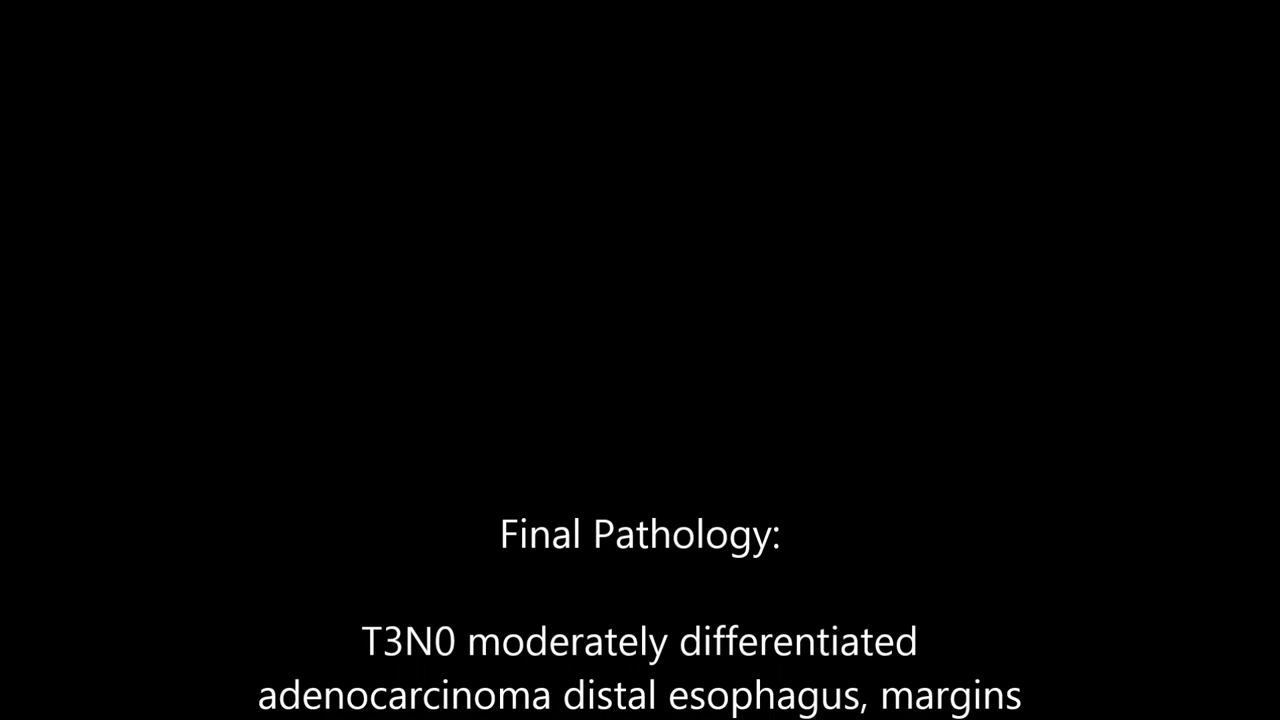 Final Pathology:
T3N0 moderately differentiated
adenocarcinoma distal esophagus, margins